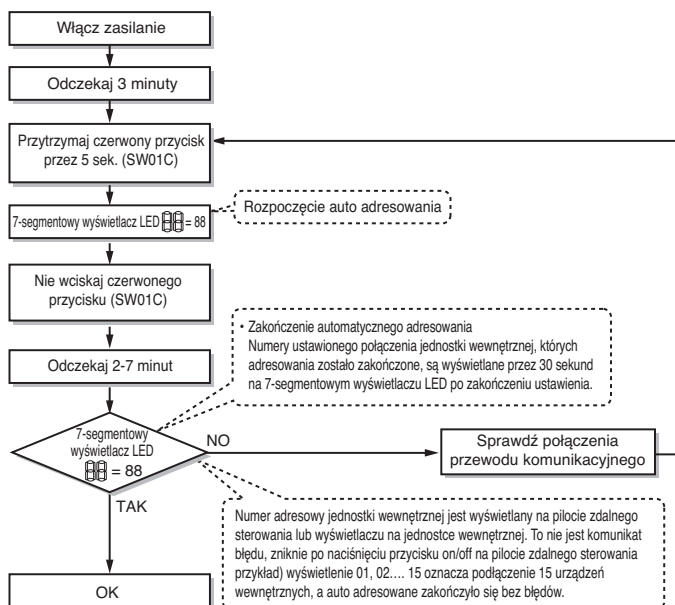 Włącz zasilanie
Odczekaj 3 minuty
Przytrzymaj czerwony przycisk
przez 5 sek. (SW01C)
7-segmentowy wyświetlacz LED 88 = 88
Rozpoczęcie auto adresowania
Nie wciskaj czerwonego
przycisku (SW01C)
• Zakończenie automatycznego adresowania
Numery ustawionego połączenia jednostki wewnętrznej, których
adresowania zostało zakończone, są wyświetlane przez 30 sekund
na 7-segmentowym wyświetlaczu LED po zakończeniu ustawienia.
Odczekaj 2-7 minut
7-segmentowy
wyświetlacz LED
88 = 88
NO
Sprawdź połączenia
przewodu komunikacyjnego
TAK
Numer adresowy jednostki wewnętrznej jest wyświetlany na pilocie zdalnego
sterowania lub wyświetlaczu na jednostce wewnętrznej. To nie jest komunikat
błędu, zniknie po naciśnięciu przycisku on/off na pilocie zdalnego sterowania
przykład) wyświetlenie 01, 02.... 15 oznacza podłączenie 15 urządzeń
wewnętrznych, a auto adresowane zakończyło się bez błędów.
OK